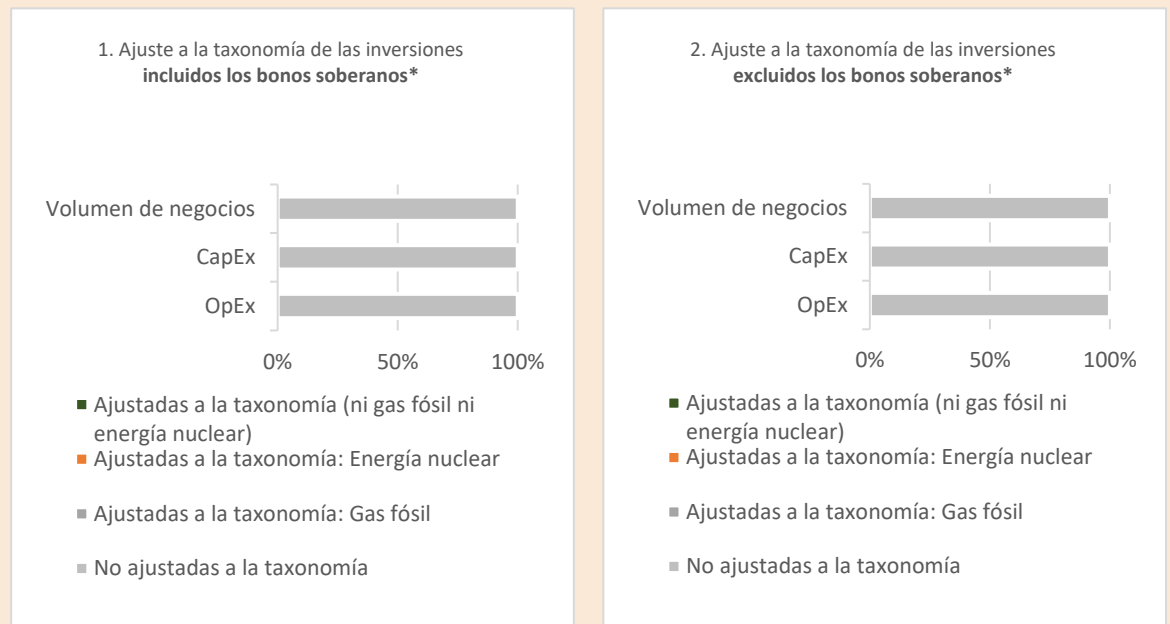 1. Ajuste a la taxonomía de las inversiones
incluidos los bonos soberanos*
Volumen de negocios
CapEx
OpEx
0% 50% 100%
Ajustadas a la taxonomía (ni gas fósil ni
energía nuclear)
Ajustadas a la taxonomía: Energía nuclear
Ajustadas a la taxonomía: Gas fósil
No ajustadas a la taxonomía
2. Ajuste a la taxonomía de las inversiones
excluidos los bonos soberanos*
Volumen de negocios
CapEx
OpEx
0% 50% 100%
Ajustadas a la taxonomía (ni gas fósil ni
energía nuclear)
Ajustadas a la taxonomía: Energía nuclear
Ajustadas a la taxonomía: Gas fósil
No ajustadas a la taxonomía